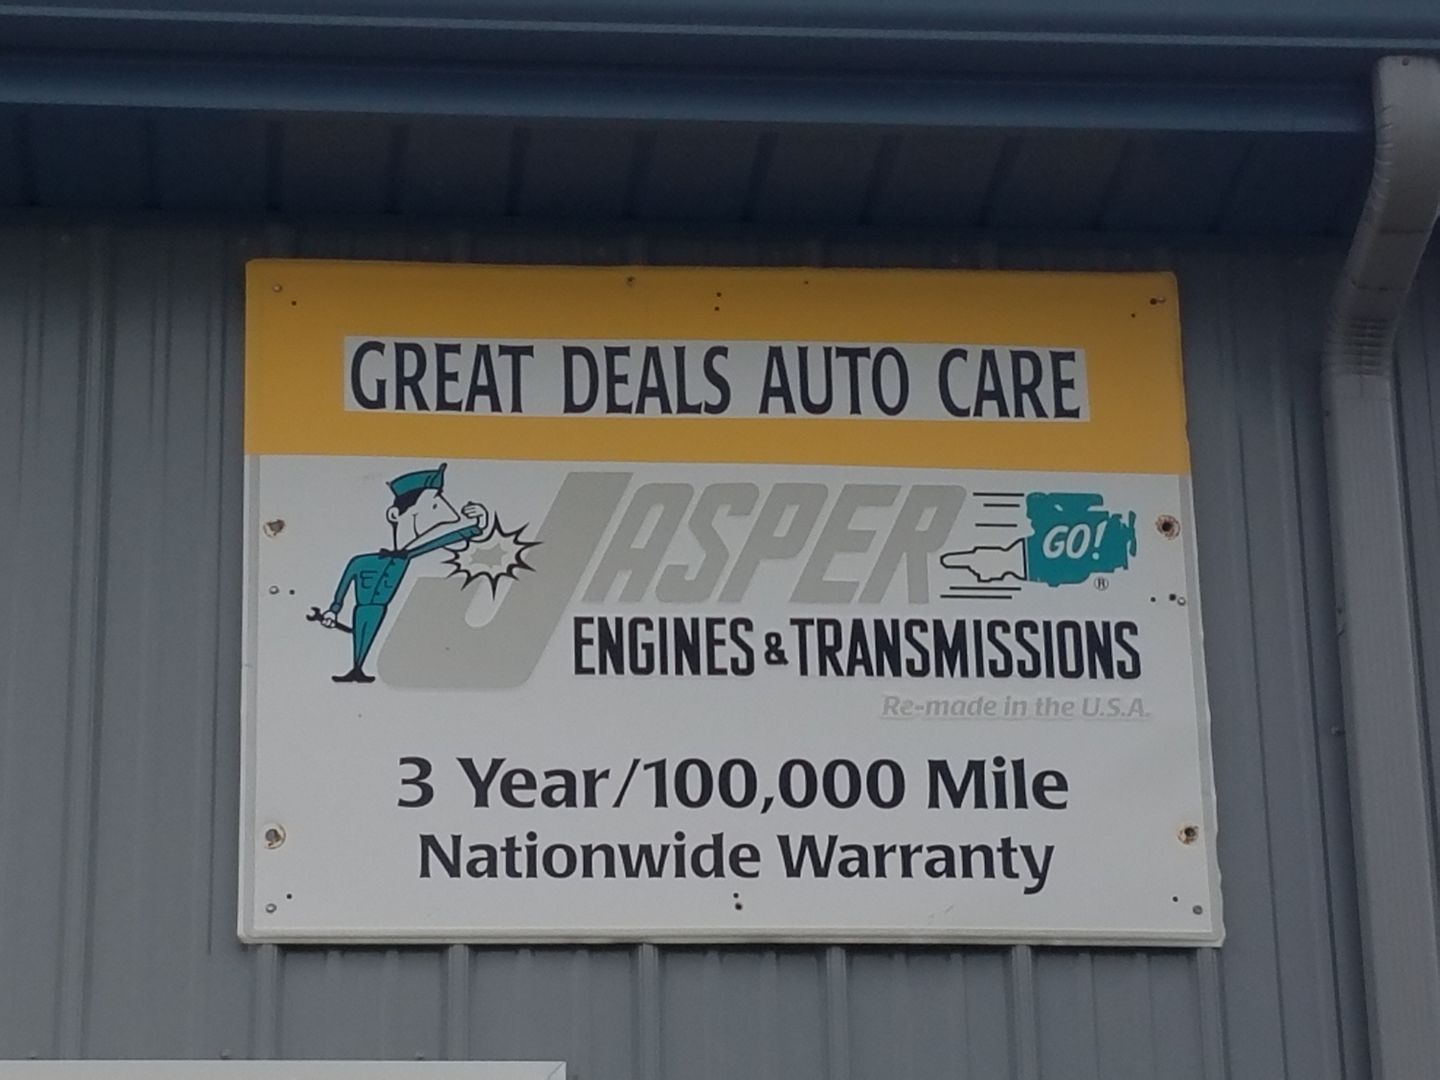 GREAT DEALS AUTO CARE
JASPER
GO!
®
ENGINES & TRANSMISSIONS
Re-made in the U.S.A.
3 Year/100,000 Mile
Nationwide Warranty